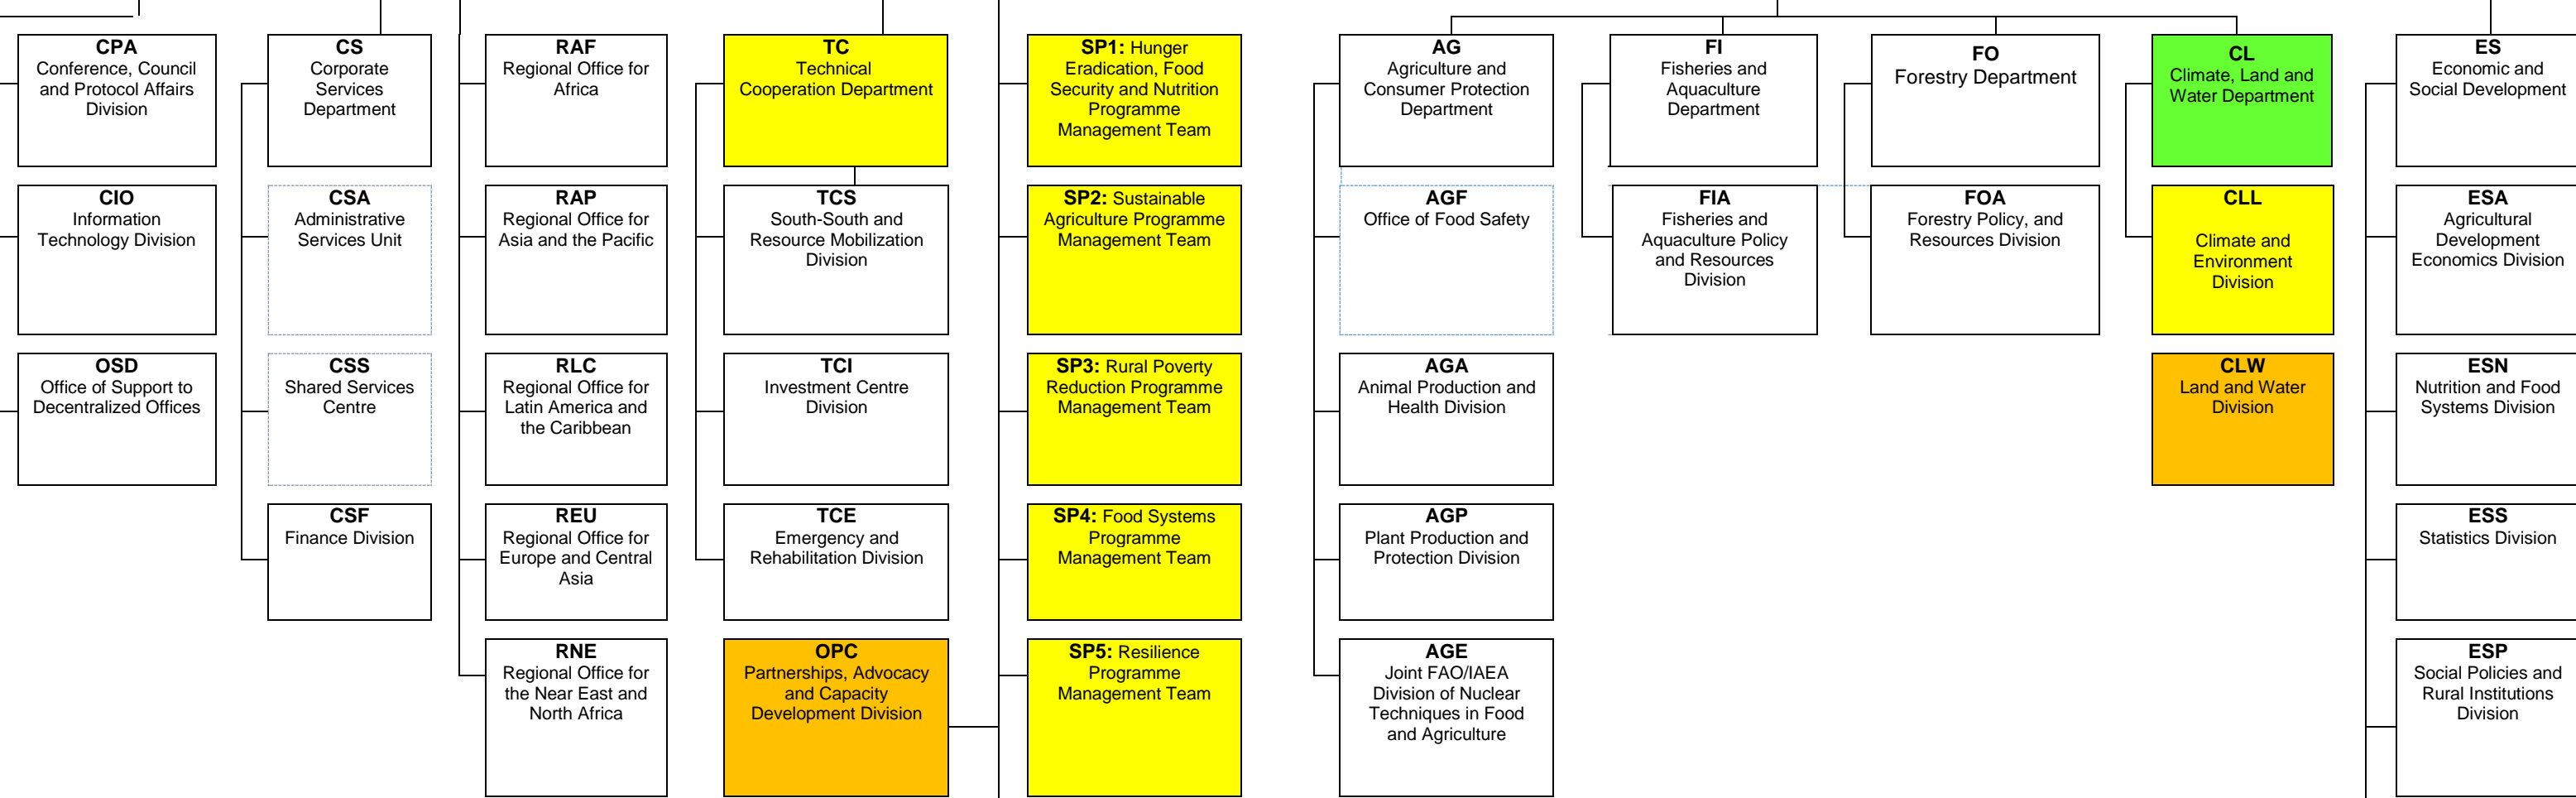 CPA
Conference, Council
and Protocol Affairs
Division
CIO
Information
Technology Division
OSD
Office of Support to
Decentralized Offices
CS
Corporate
Services
Department
CSA
Administrative
Services Unit
CSS
Shared Services
Centre
CSF
Finance Division
RAF
Regional Office for
Africa
RAP
Regional Office for
Asia and the Pacific
RLC
Regional Office for
Latin America and
the Caribbean
REU
Regional Office for
Europe and Central
Asia
RNE
Regional Office for
the Near East and
North Africa
TC
Technical
Cooperation Department
TCS
South-South and
Resource Mobilization
Division
TCI
Investment Centre
Division
TCE
Emergency and
Rehabilitation Division
OPC
Partnerships, Advocacy
and Capacity
Development Division
SP1: Hunger
Eradication, Food
Security and Nutrition
Programme
Management Team
SP2: Sustainable
Agriculture Programme
Management Team
SP3: Rural Poverty
Reduction Programme
Management Team
SP4: Food Systems
Programme
Management Team
SP5: Resilience
Programme
Management Team
AG
Agriculture and
Consumer Protection
Department
AGF
Office of Food Safety
AGA
Animal Production and
Health Division
AGP
Plant Production and
Protection Division
AGE
Joint FAO/IAEA
Division of Nuclear
Techniques in Food
and Agriculture
FI
Fisheries and
Aquaculture
Department
FIA
Fisheries and
Aquaculture Policy
and Resources
Division
FO
Forestry Department
FOA
Forestry Policy, and
Resources Division
CL
Climate, Land and
Water Department
CLL
Climate and
Environment
Division
CLW
Land and Water
Division
ES
Economic and
Social Development
ESA
Agricultural
Development
Economics Division
ESN
Nutrition and Food
Systems Division
ESS
Statistics Division
ESP
Social Policies and
Rural Institutions
Division